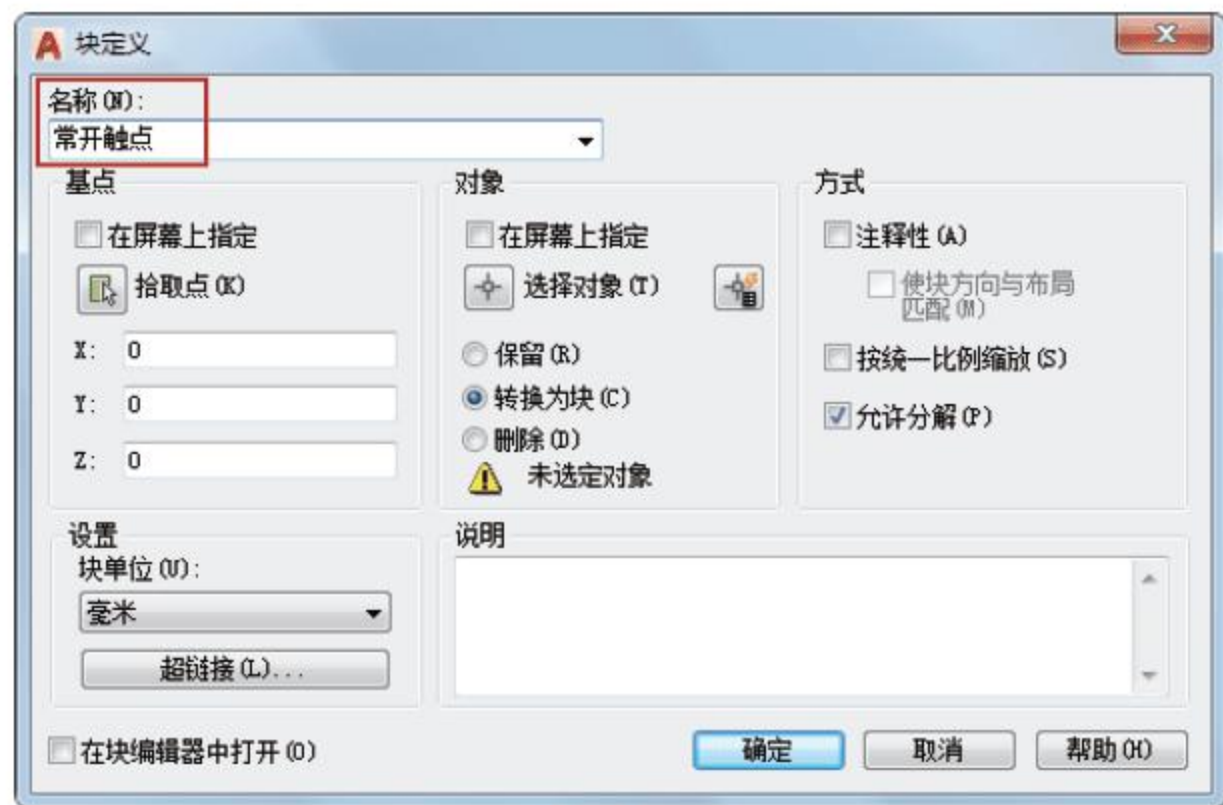 块定义
名称(N):
常开触点
基点
在屏幕上指定
拾取点(K)
X: 0
Y: 0
Z: 0
对象
在屏幕上指定
选择对象(T)
保留(R)
转换为块(C)
删除(D)
未选定对象
方式
注释性(A)
使块方向与布局
匹配(M)
按统一比例缩放(S)
允许分解(P)
设置
块单位(U):
毫米
超链接(L)...
说明
在块编辑器中打开(O)
确定
取消
帮助(H)